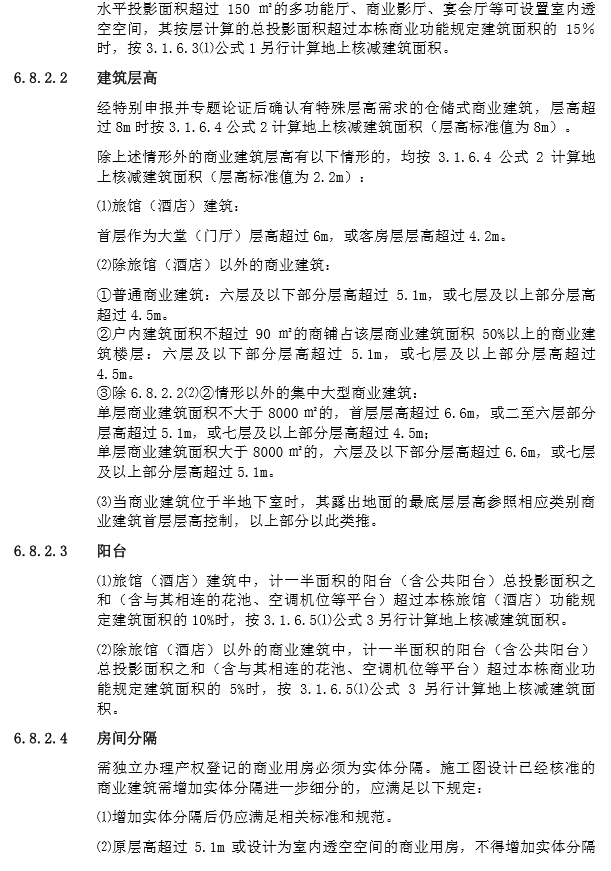 水平投影面积超过 150 ㎡的多功能厅、商业影厅、宴会厅等可设置室内透
空空间，其按层计算的总投影面积超过本栋商业功能规定建筑面积的 15%
时，按 3.1.6.3⑴公式 1 另行计算地上核减建筑面积。
6.8.2.2 建筑层高
经特别申报并专题论证后确认有特殊层高需求的仓储式商业建筑，层高超
过 8m 时按 3.1.6.4 公式 2 计算地上核减建筑面积（层高标准值为 8m）。
除上述情形外的商业建筑层高有以下情形的，均按 3.1.6.4 公式 2 计算地
上核减建筑面积（层高标准值为 2.2m）：
⑴旅馆（酒店）建筑：
首层作为大堂（门厅）层高超过 6m，或客房层层高超过 4.2m。
⑵除旅馆（酒店）以外的商业建筑：
①普通商业建筑：六层及以下部分层高超过 5.1m，或七层及以上部分层高
超过 4.5m。
②户内建筑面积不超过 90 ㎡的商铺占该层商业建筑面积 50%以上的商业建
筑楼层：六层及以下部分层高超过 5.1m，或七层及以上部分层高超过
4.5m。
③除 6.8.2.2⑵②情形以外的集中大型商业建筑：
单层商业建筑面积不大于 8000 ㎡的，首层层高超过 6.6m，或二至六层部分
层高超过 5.1m，或七层及以上部分层高超过 4.5m；
单层商业建筑面积大于 8000 ㎡的，六层及以下部分层高超过 6.6m，或七层
及以上部分层高超过 5.1m。
⑶当商业建筑位于半地下室时，其露出地面的最底层层高参照相应类别商
业建筑首层层高控制，以上部分以此类推。
6.8.2.3 阳台
⑴旅馆（酒店）建筑中，计一半面积的阳台（含公共阳台）总投影面积之
和（含与其相连的花池、空调机位等平台）超过本栋旅馆（酒店）功能规
定建筑面积的 10%时，按 3.1.6.5⑴公式 3 另行计算地上核减建筑面积。
⑵除旅馆（酒店）以外的商业建筑中，计一半面积的阳台（含公共阳台）
总投影面积之和（含与其相连的花池、空调机位等平台）超过本栋商业功
能规定建筑面积的 5%时，按 3.1.6.5⑴公式 3 另行计算地上核减建筑面
积。
6.8.2.4 房间分隔
需独立办理产权登记的商业用房必须为实体分隔。施工图设计已经核准的
商业建筑需增加实体分隔进一步细分的，应满足以下规定：
⑴增加实体分隔后仍应满足相关标准和规范。
⑵原层高超过 5.1m 或设计为室内透空空间的商业用房，不得增加实体分隔